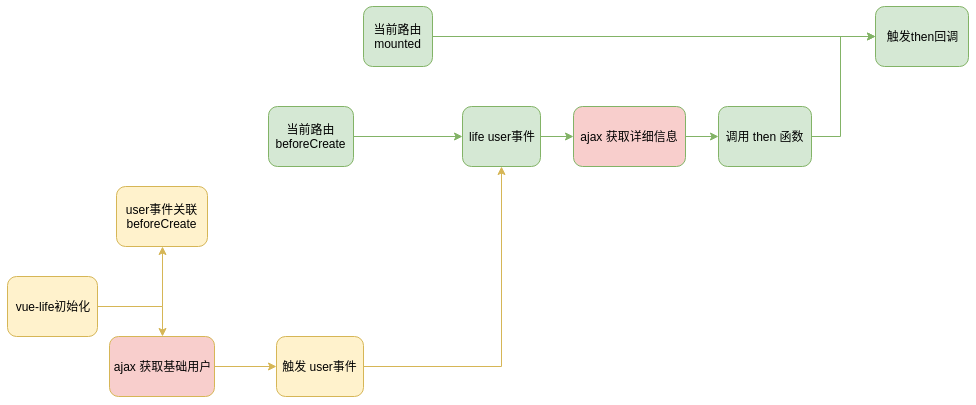 当前路由
mounted
触发then回调
当前路由
beforeCreate
life user事件
ajax 获取详细信息
调用 then 函数
user事件关联
beforeCreate
vue-life初始化
ajax 获取基础用户
触发 user事件